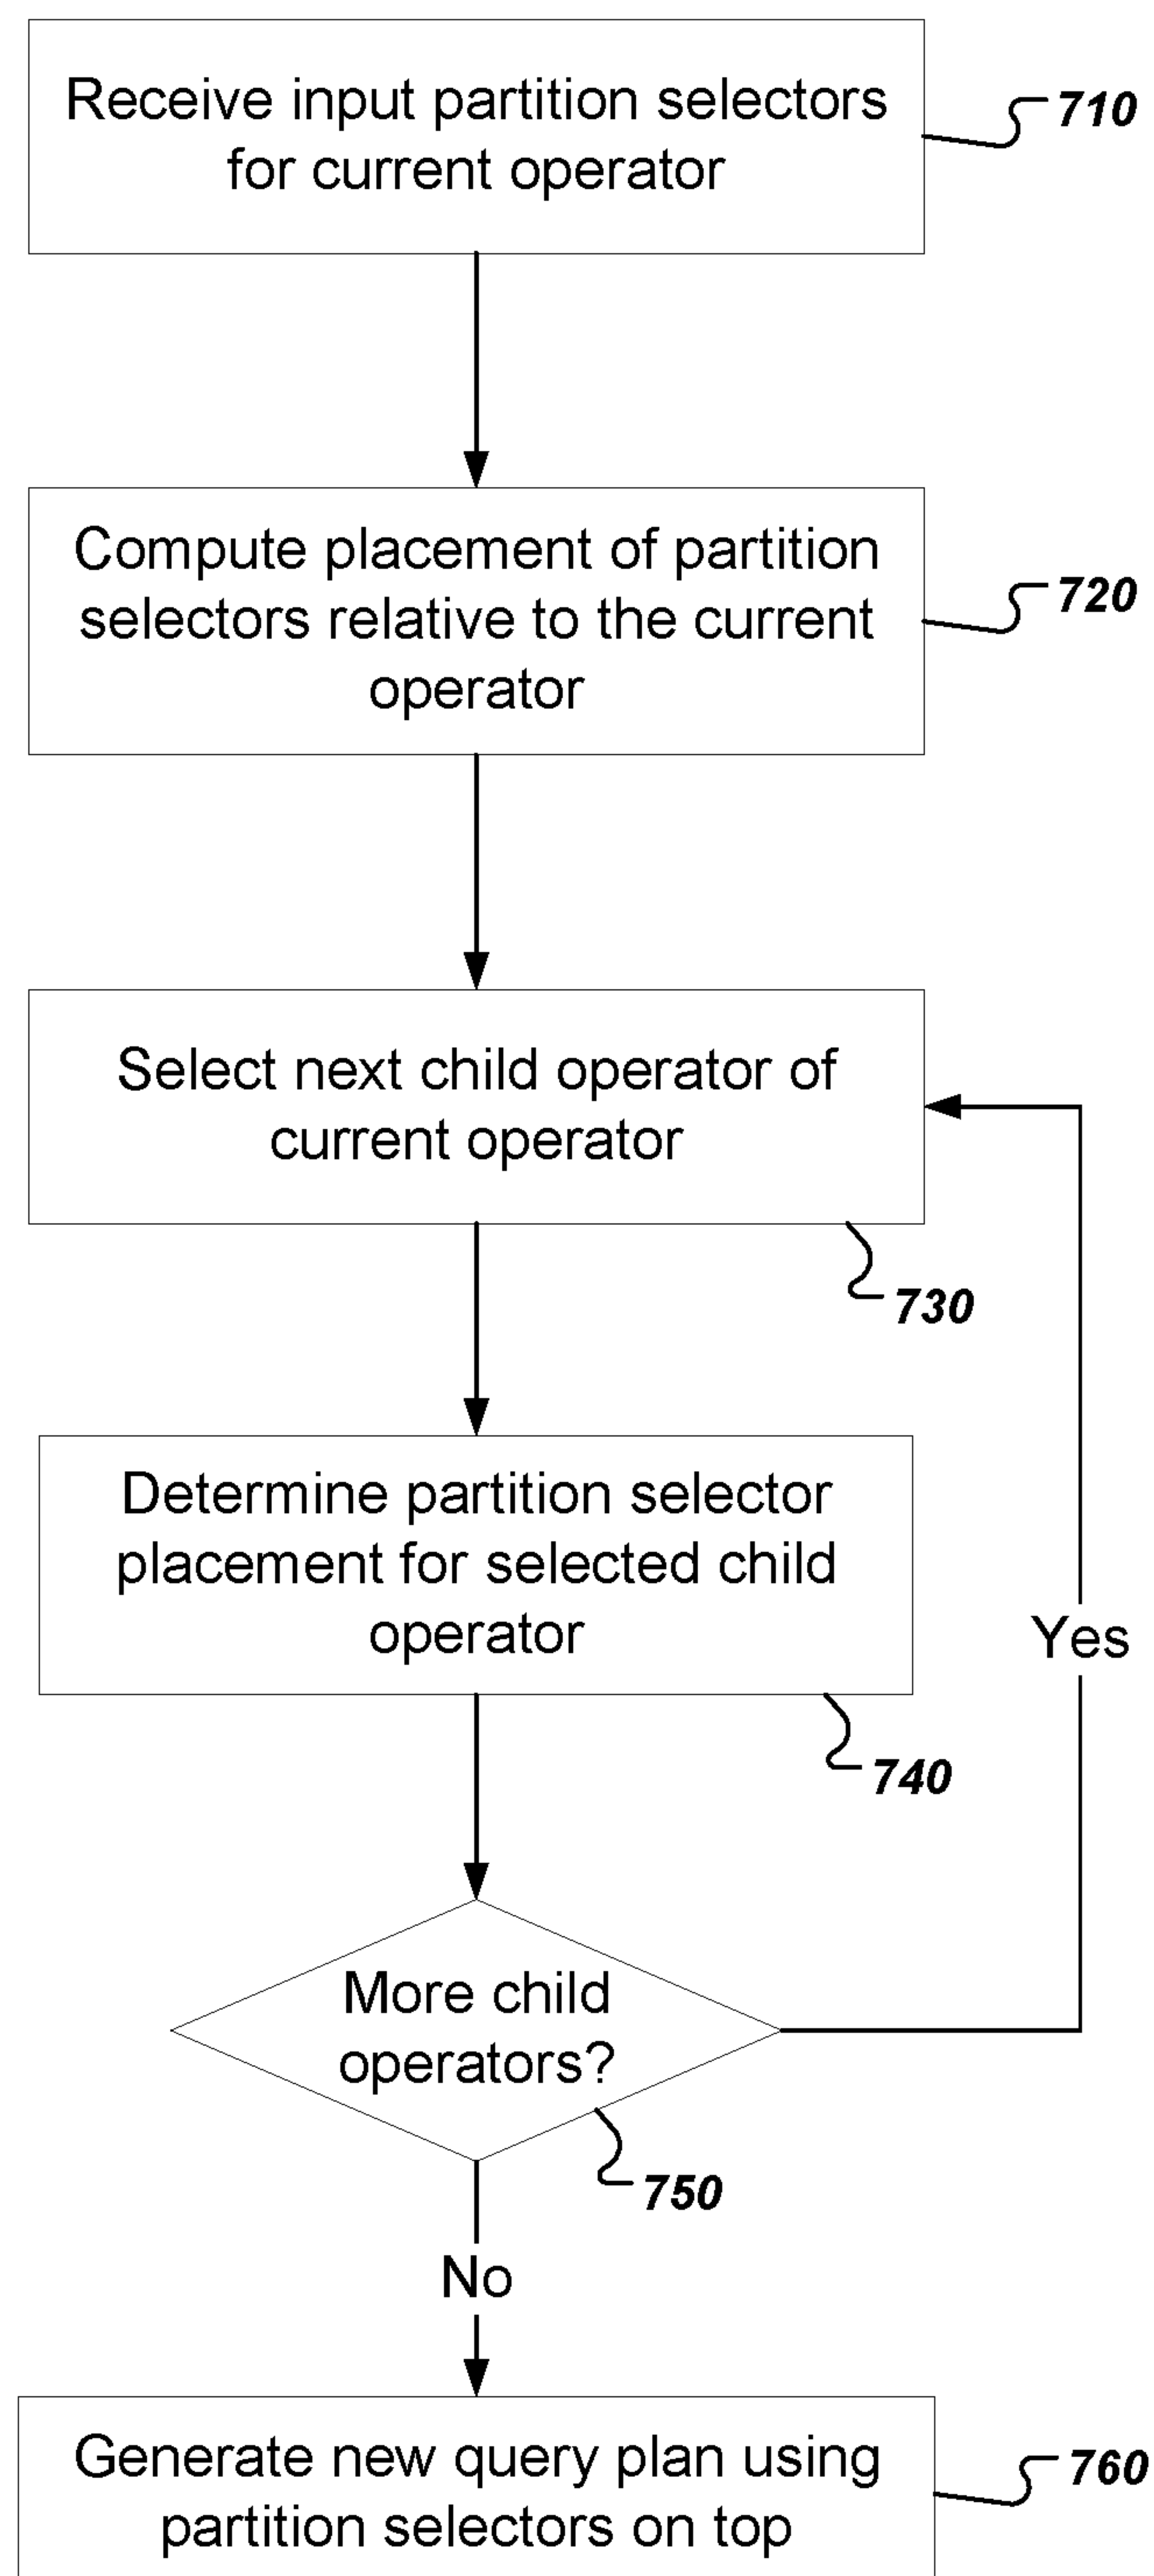 Receive input partition selectors
for current operator
710
Compute placement of partition
selectors relative to the current
operator
720
Select next child operator of
current operator
730
Determine partition selector
placement for selected child
operator
Yes
740
More child
operators?
750
No
Generate new query plan using
partition selectors on top
760